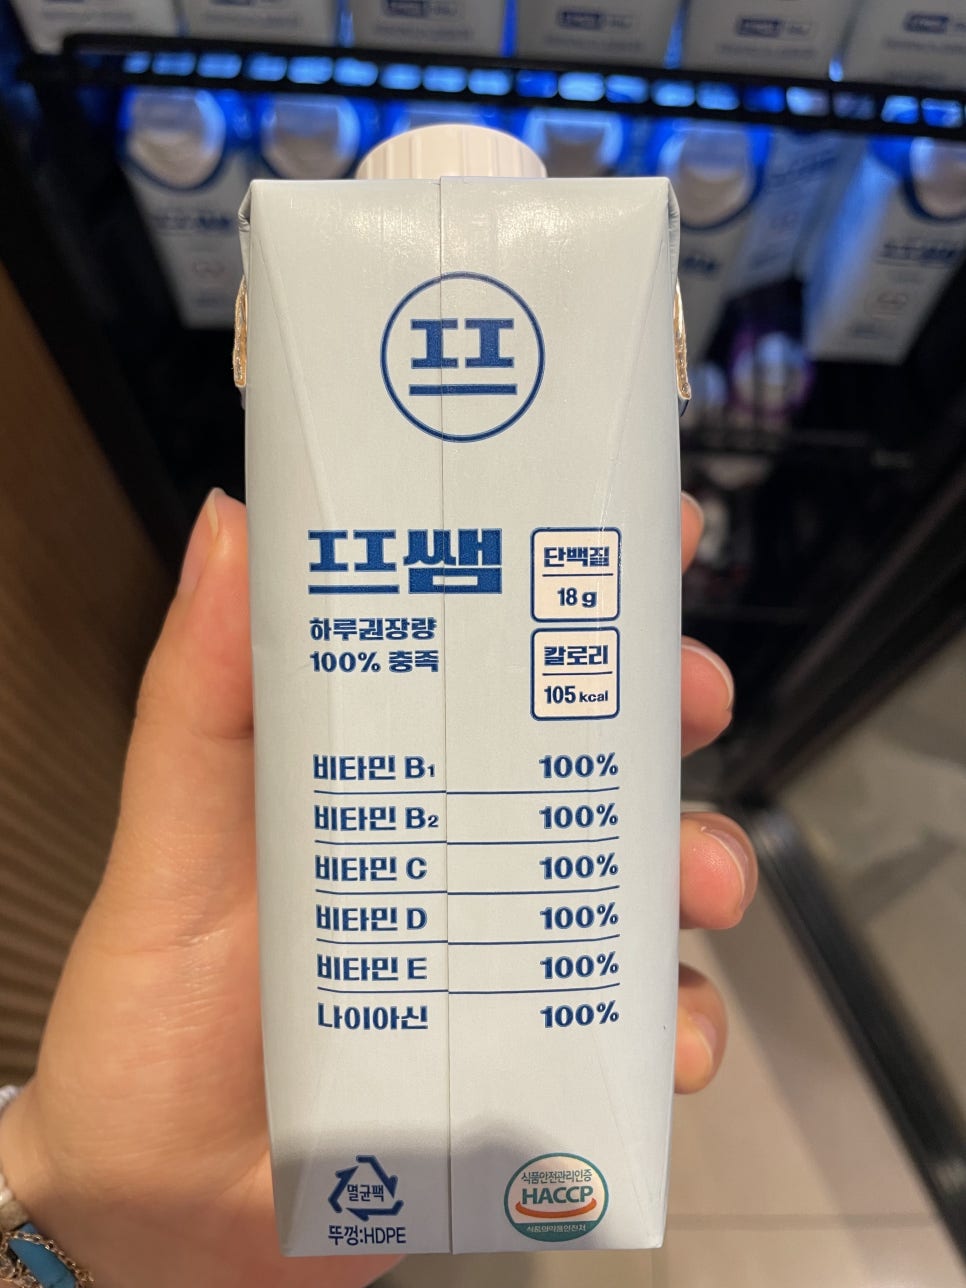 프
프쌤
하루권장량
100% 충족
단백질
18 g
칼로리
105 kcal
비타민 B1 100%
비타민 B2 100%
비타민 C 100%
비타민 D 100%
비타민 E 100%
나이아신 100%
멸균팩
뚜껑:HDPE
식품안전관리인증
HACCP
식품의약품안전처